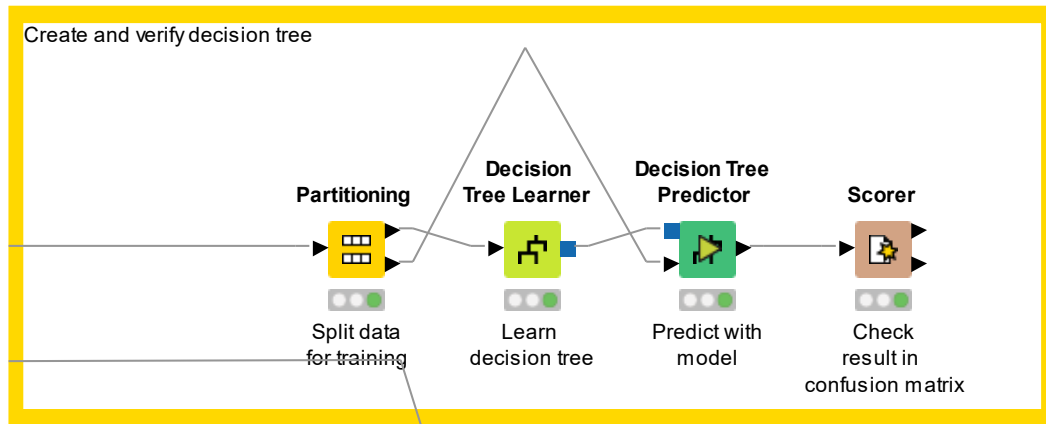 Create and verify decision tree
Partitioning
Decision
Tree Learner
Decision Tree
Predictor
Scorer
Split data
for training
Learn
decision tree
Predict with
model
Check
result in
confusion matrix